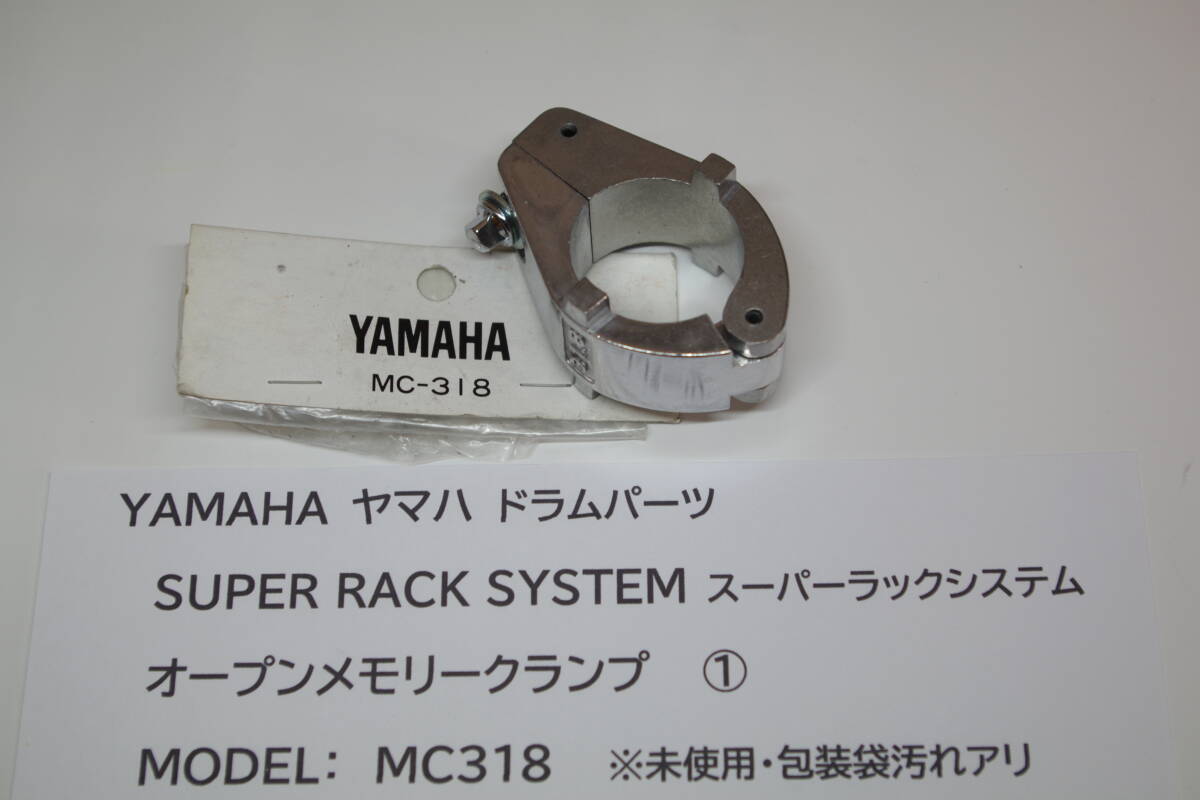 YAMAHA
MC-318
318
YAMAHA ヤマハ ドラムパーツ
SUPER RACK SYSTEM スーパーラックシステム
オープンメモリークランプ ①
MODEL: MC318 ※未使用・包装袋汚れアリ